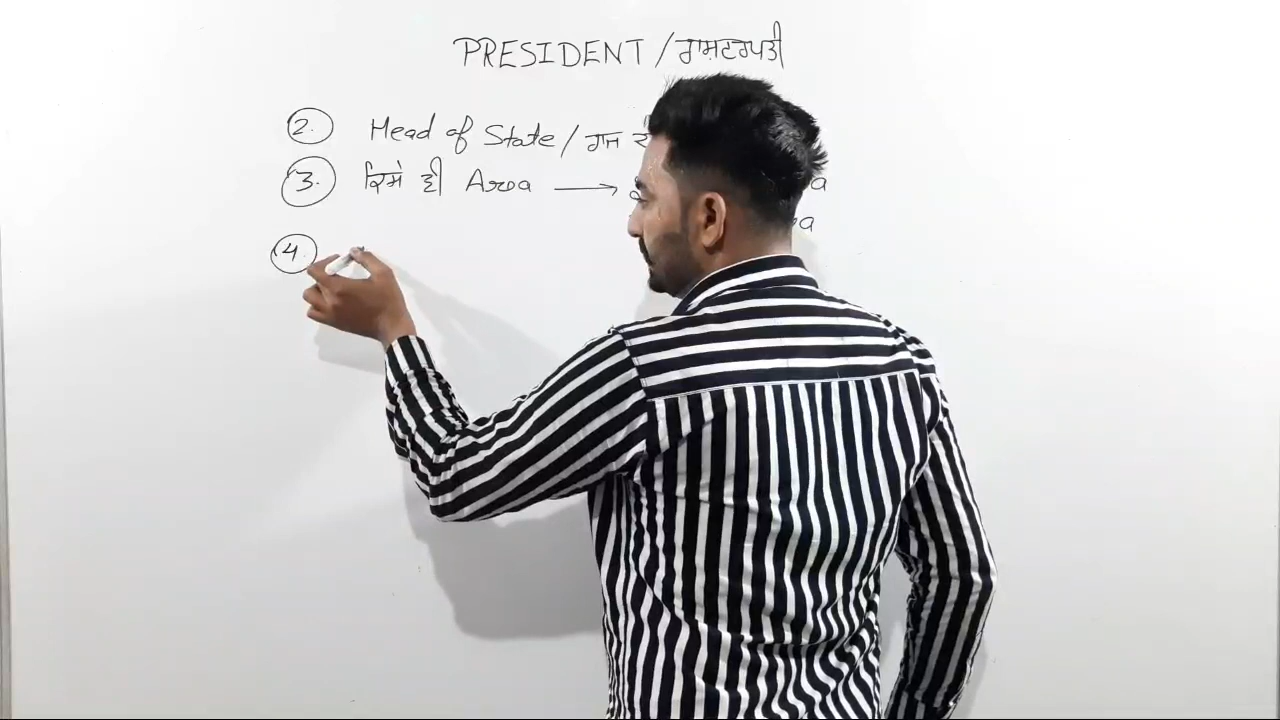 PRESIDENT / ਰਾਸ਼ਟਰਪਤੀ
2. Head of State / ਰਾਜ ਦ
3. ਕਿਸੇ ਵੀ Area →
4.